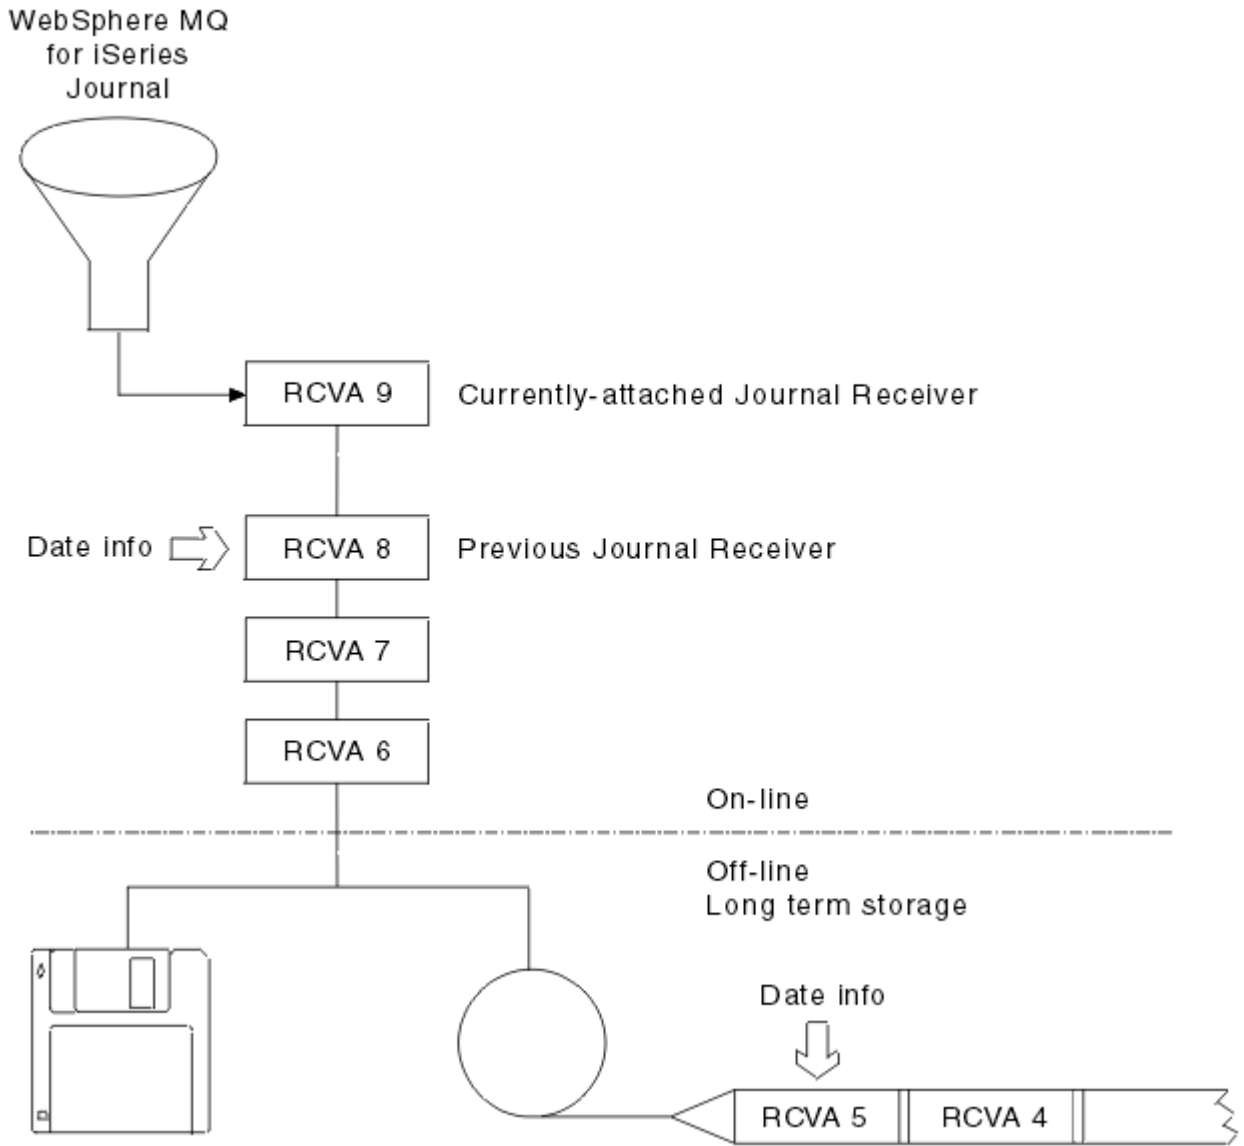 WebSphere MQ
for iSeries
Journal
RCVA 9
Currently-attached Journal Receiver
Date info
RCVA 8
Previous Journal Receiver
RCVA 7
RCVA 6
On-line
Off-line
Long term storage
Date info
RCVA 5
RCVA 4